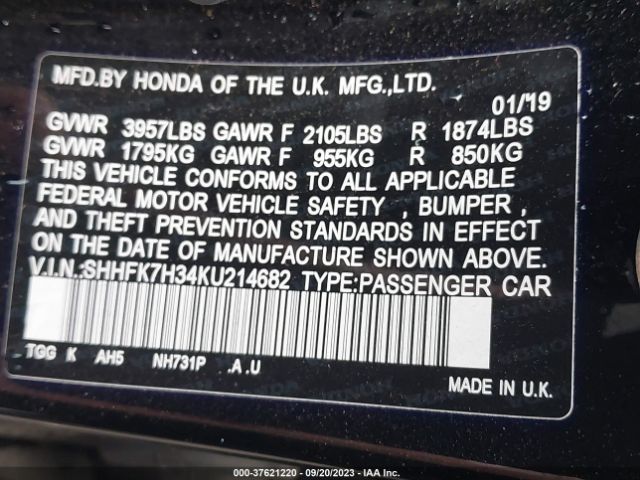 MFD.BY HONDA OF THE U.K. MFG.,LTD.
01/'19
GVWR 3957LBS GAWR F 2105LBS R 1874LBS
GVWR 1795KG GAWR F 955KG R 850KG
THIS VEHICLE CONFORMS TO ALL APPLICABLE
FEDERAL MOTOR VEHICLE SAFETY , BUMPER ,
AND THEFT PREVENTION STANDARDS IN EFFECT
ON THE DATE OF MANUFACTURE SHOWN ABOVE.
V.I.N.:SHHFK7H34KU214682 TYPE:PASSENGER CAR
TGG K AH5 NH731P .A .U
MADE IN U.K.
000-37621220 - 09/20/2023 - IAAI.COM